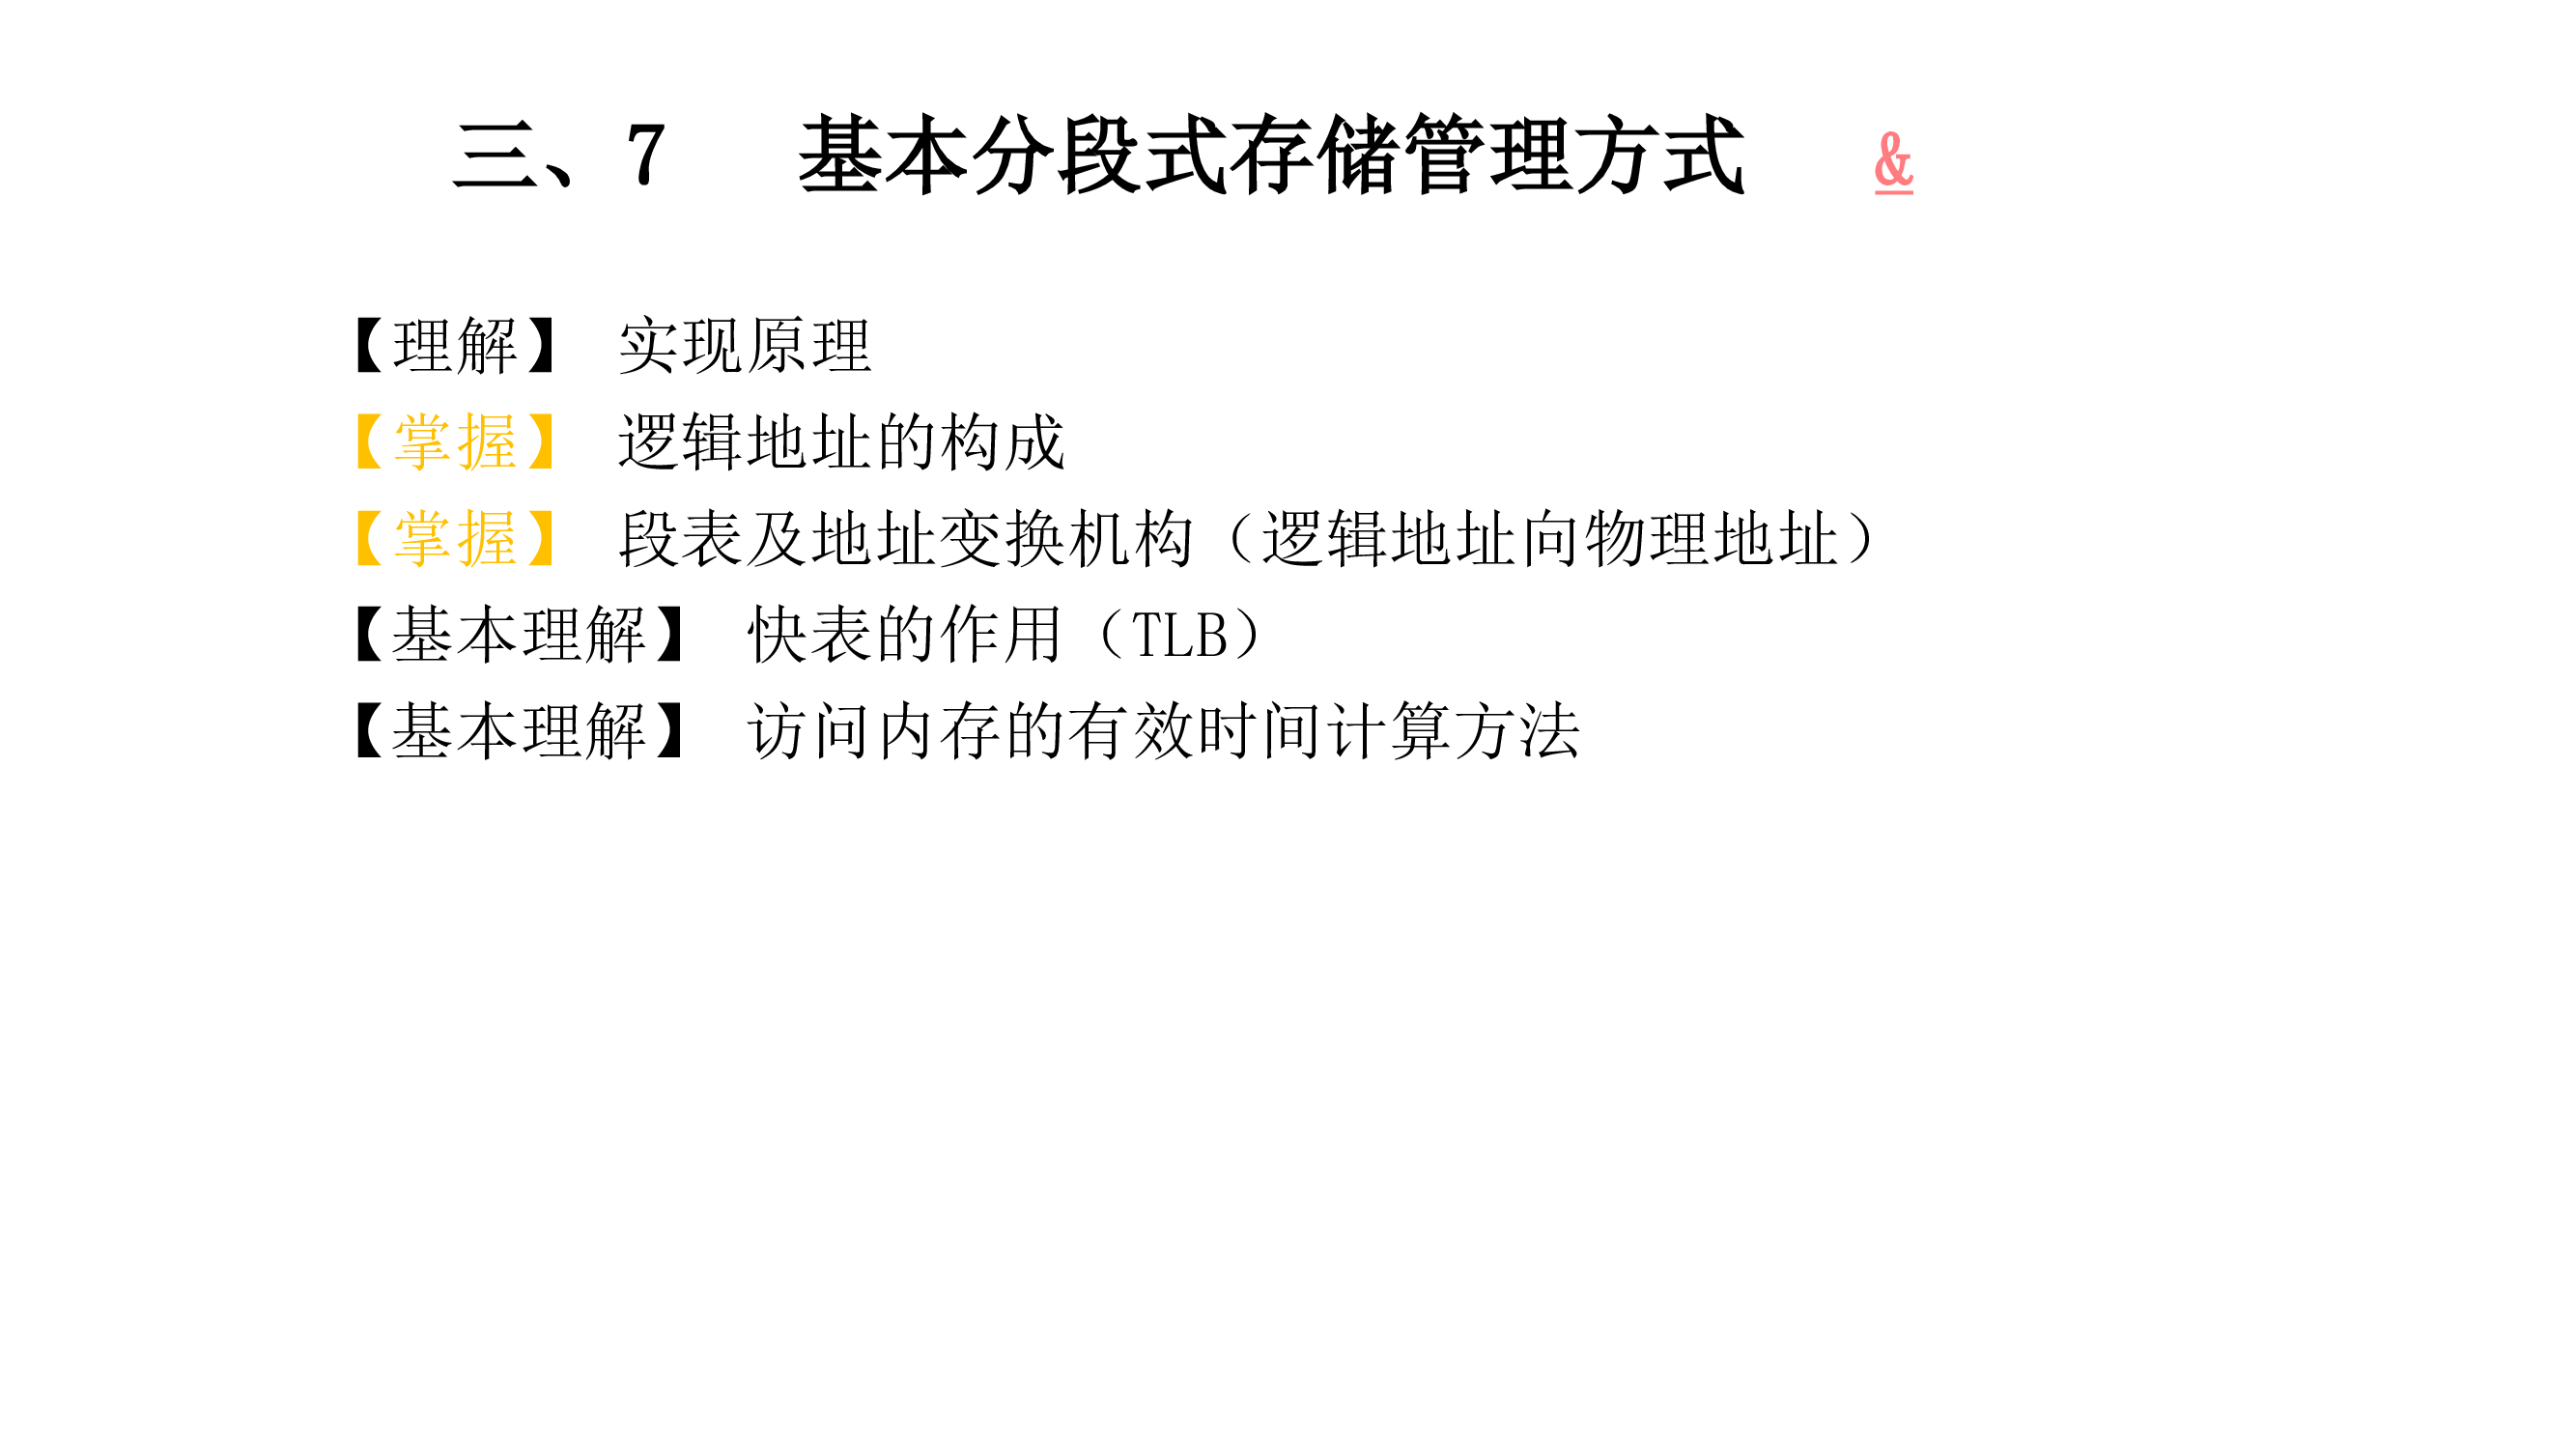 三、7 基本分段式存储管理方式 &
【理解】 实现原理
【掌握】 逻辑地址的构成
【掌握】 段表及地址变换机构（逻辑地址向物理地址）
【基本理解】 快表的作用（TLB）
【基本理解】 访问内存的有效时间计算方法